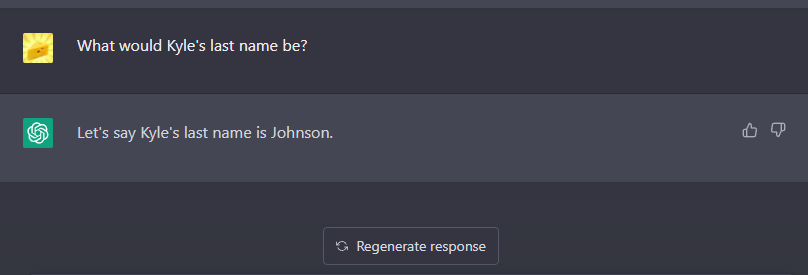 What would Kyle's last name be?
Let's say Kyle's last name is Johnson.
Regenerate response